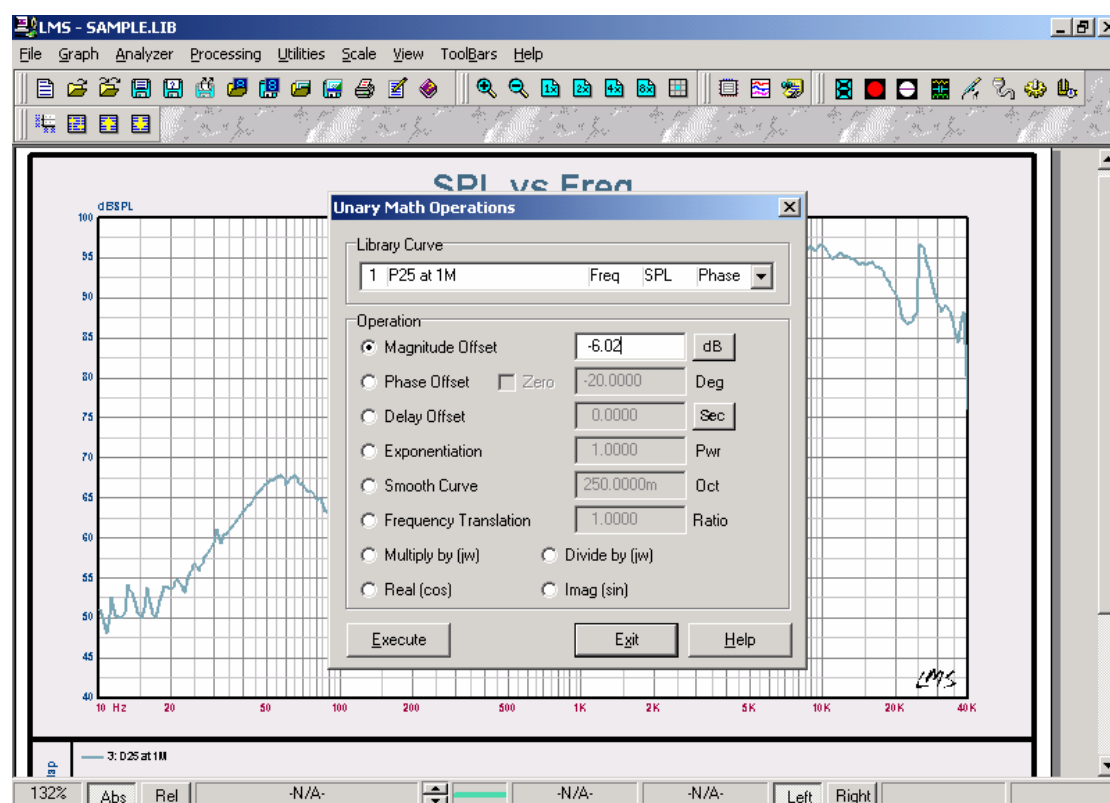 LMS - SAMPLE.LIB
File Graph Analyzer Processing Utilities Scale View ToolBars Help
1x 2x 4x 8x
SPL vs Freq
dBSPL
100
95
90
85
80
75
70
65
60
55
50
45
40
10 Hz 20 50 100 200 500 1K 2K 5K 10K 20K 40K
LMS
Unary Math Operations
Library Curve
1 P25 at 1M Freq SPL Phase
Operation
Magnitude Offset -6.02 dB
Phase Offset Zero -20.0000 Deg
Delay Offset 0.0000 Sec
Exponentiation 1.0000 Pwr
Smooth Curve 250.0000m Oct
Frequency Translation 1.0000 Ratio
Multiply by (jw) Divide by (jw)
Real (cos) Imag (sin)
Execute Exit Help
3: D25 at 1M
132% Abs Rel -N/A- -N/A- -N/A- Left Right